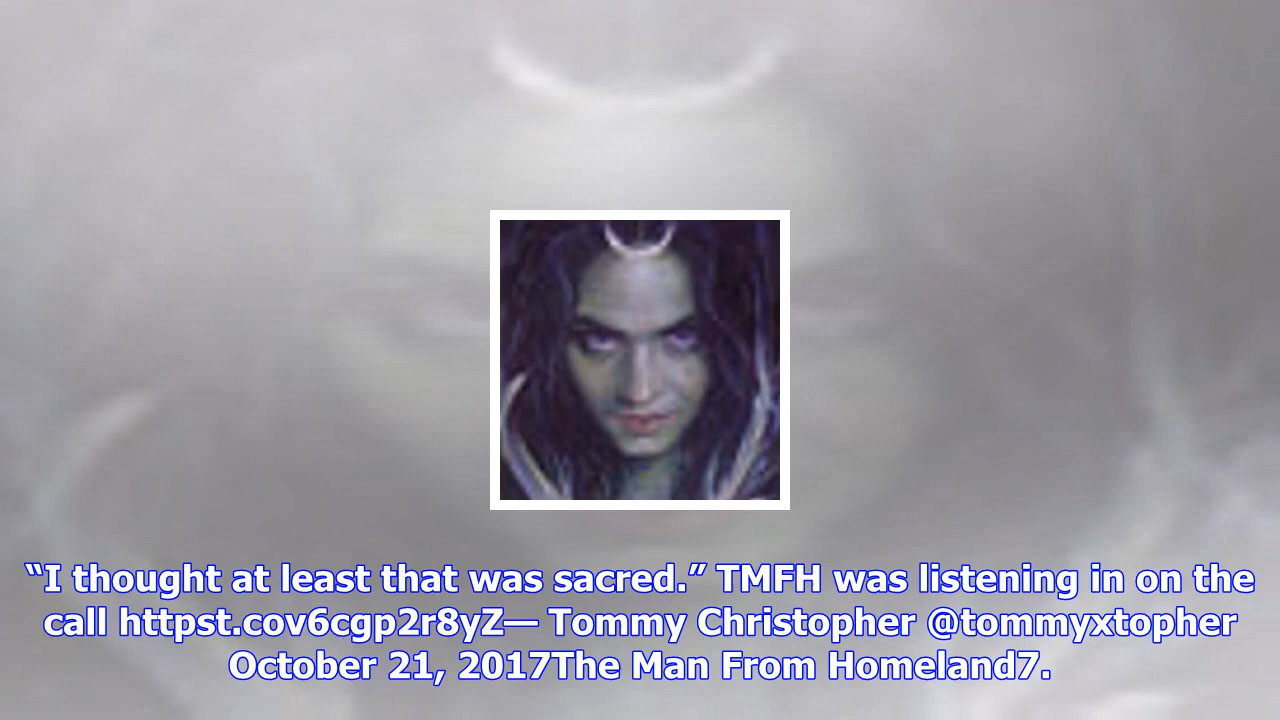 “I thought at least that was sacred.” TMFH was listening in on the
call httpst.cov6cgp2r8yZ— Tommy Christopher @tommyxtopher
October 21, 2017The Man From Homeland7.